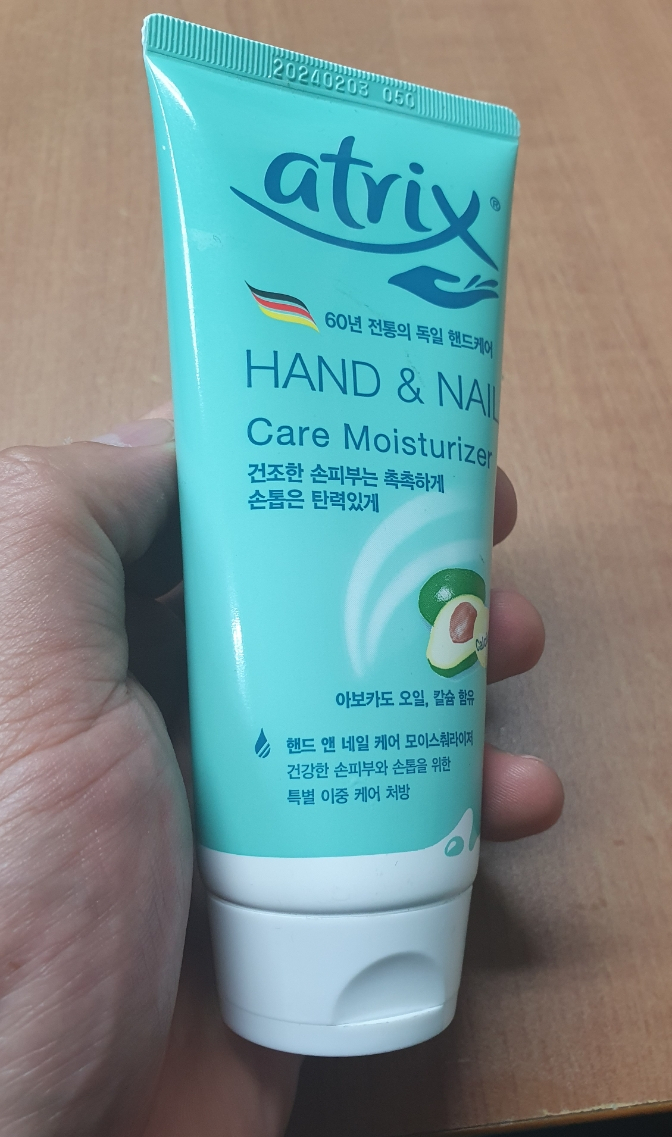 20240203 050
atrix®
60년 전통의 독일 핸드케어
HAND & NAIL
Care Moisturizer
건조한 손피부는 촉촉하게
손톱은 탄력있게
아보카도 오일, 칼슘 함유
핸드 앤 네일 케어 모이스춰라이저
건강한 손피부와 손톱을 위한
특별 이중 케어 처방